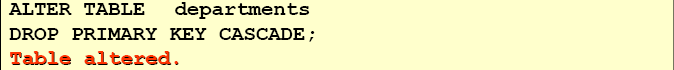 ALTER TABLE   departments
DROP PRIMARY KEY CASCADE;
Table altered.